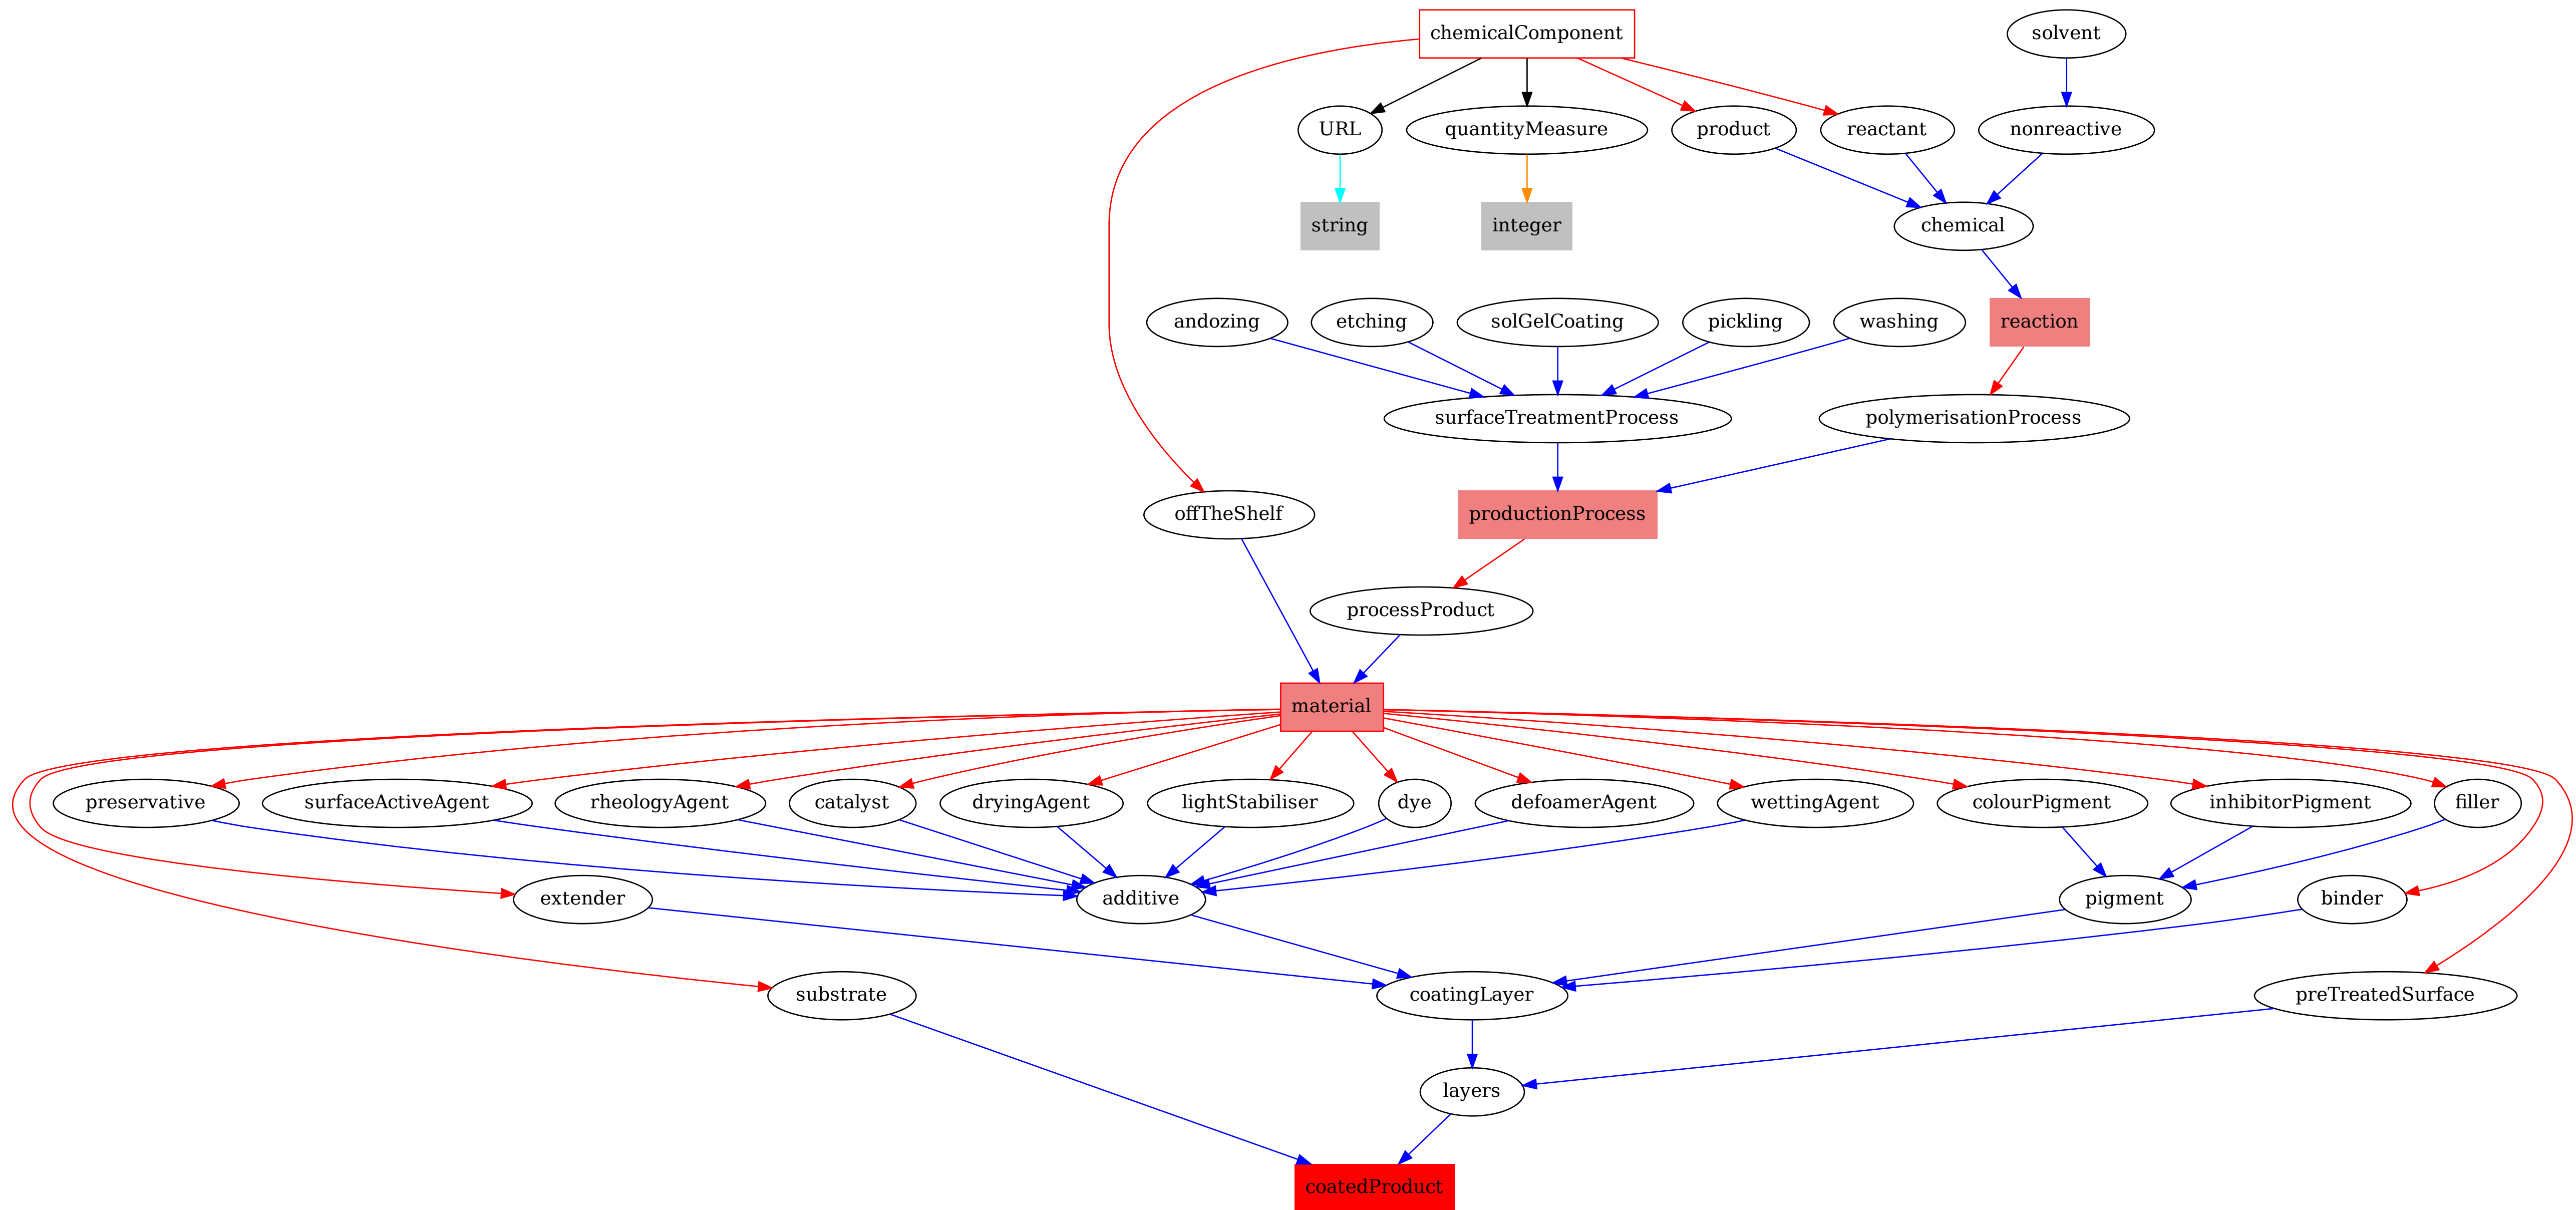 chemicalComponent
solvent
URL
quantityMeasure
product
reactant
nonreactive
string
integer
chemical
andozing
etching
solGelCoating
pickling
washing
reaction
surfaceTreatmentProcess
polymerisationProcess
offTheShelf
productionProcess
processProduct
material
preservative
surfaceActiveAgent
rheologyAgent
catalyst
dryingAgent
lightStabiliser
dye
defoamerAgent
wettingAgent
colourPigment
inhibitorPigment
filler
extender
additive
pigment
binder
substrate
coatingLayer
preTreatedSurface
layers
coatedProduct